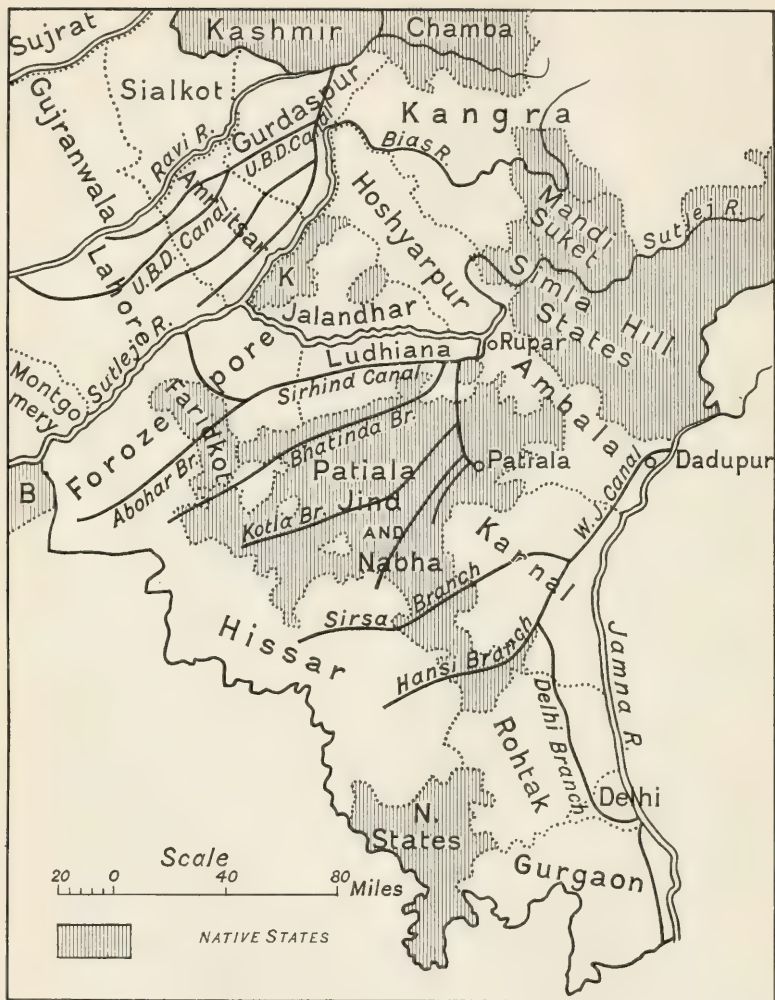 Sujrat
Kashmir
Chamba
Sialkot
Gujranwala
Gurdaspur
Kangra
Ravi R.
U.B.D. Canal
Bias R.
Amritsar
Hoshyarpur
Mandi
Suket
Sutlej R.
Lahore
U.B.D. Canal
K
Simla
Hill
States
Jalandhar
Sutlej R.
Rupar
Ludhiana
Montgo
mery
Sirhind Canal
Ambala
Faridkot
Forozepore
Bhatinda Br.
Patiala
Patiala
Dadupur
B
Abohar Br.
Jind
W.J. Canal
Kotla Br.
AND
Nabha
Karnal
Sirsa Branch
Hissar
Hansi Branch
Jamna R.
Delhi Branch
Rohtak
Delhi
N.
States
Gurgaon
Scale
20 0 40 80
Miles
NATIVE STATES